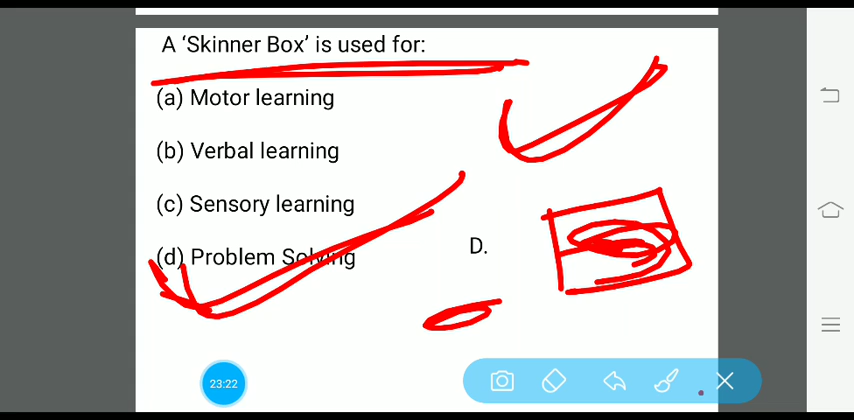 A ‘Skinner Box’ is used for:
(a) Motor learning
(b) Verbal learning
(c) Sensory learning
(d) Problem Solving
D.
23:22